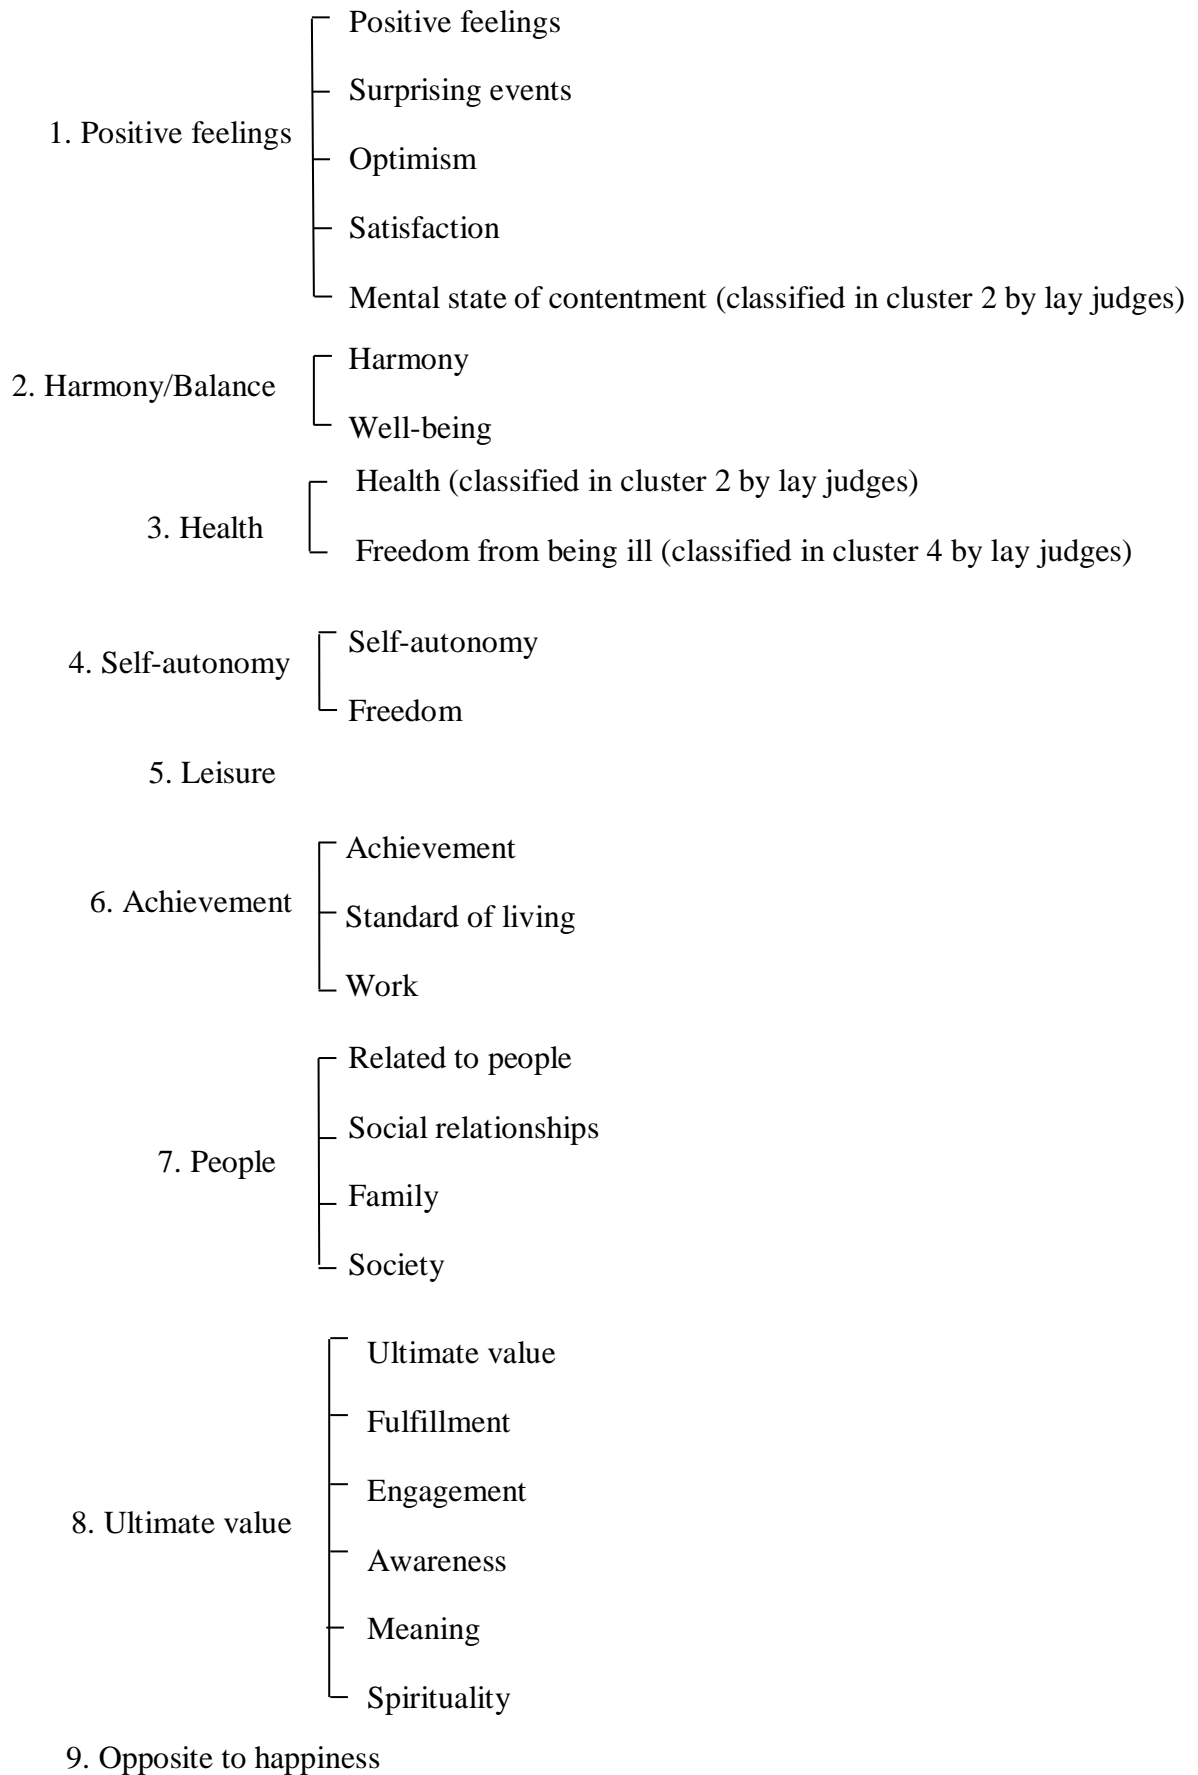 1. Positive feelings
Positive feelings
Surprising events
Optimism
Satisfaction
Mental state of contentment (classified in cluster 2 by lay judges)
2. Harmony/Balance
Harmony
Well-being
3. Health
Health (classified in cluster 2 by lay judges)
Freedom from being ill (classified in cluster 4 by lay judges)
4. Self-autonomy
Self-autonomy
Freedom
5. Leisure
6. Achievement
Achievement
Standard of living
Work
7. People
Related to people
Social relationships
Family
Society
8. Ultimate value
Ultimate value
Fulfillment
Engagement
Awareness
Meaning
Spirituality
9. Opposite to happiness